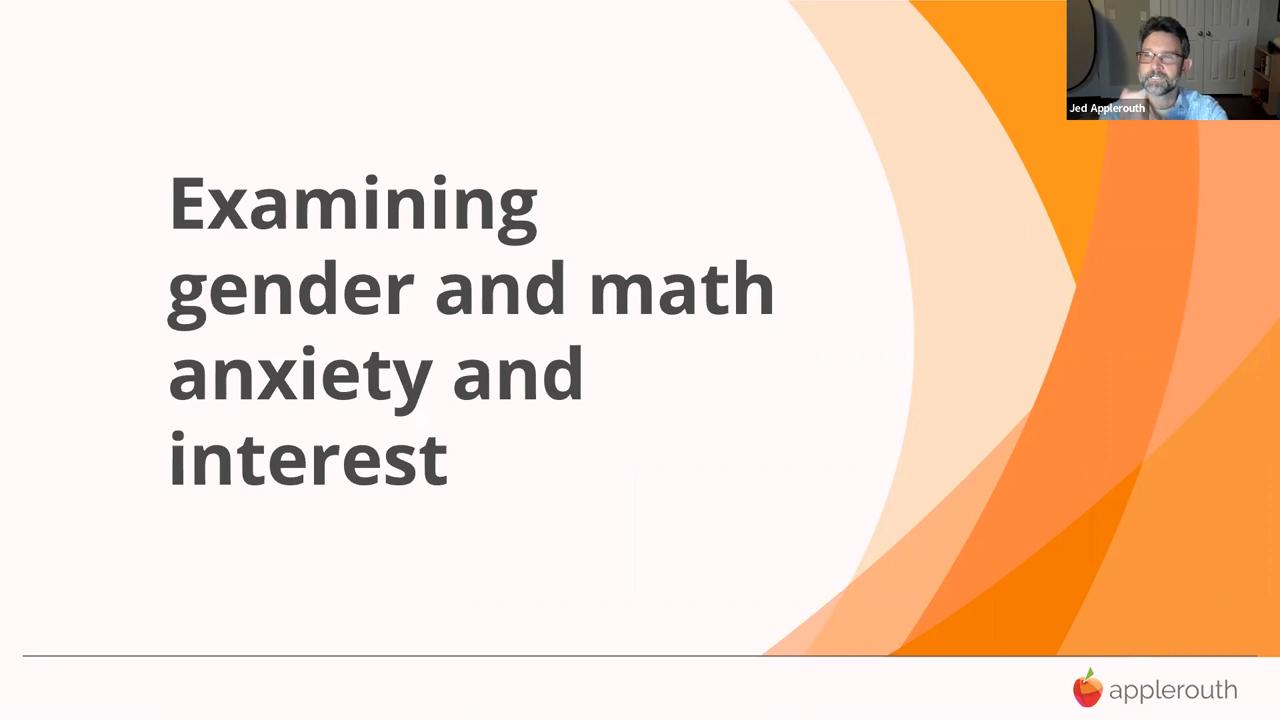 Jed Applerouth
Examining
gender and math
anxiety and
interest
applerouth